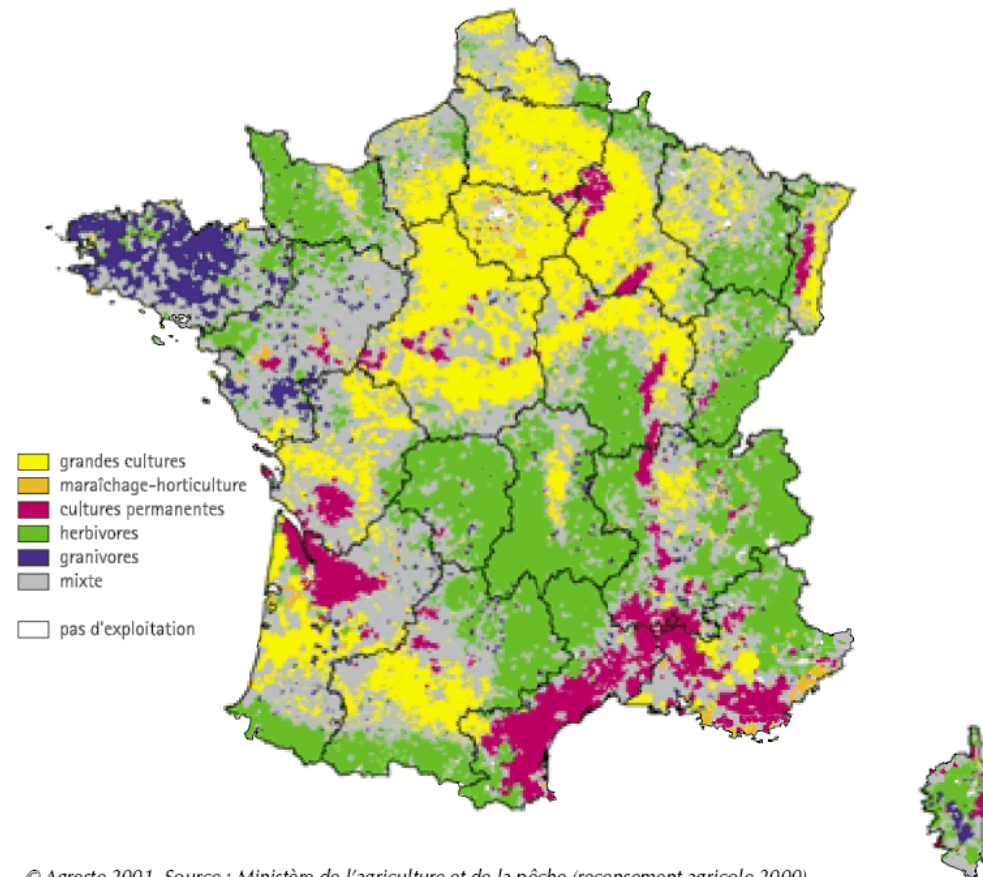 grandes cultures
maraîchage-horticulture
cultures permanentes
herbivores
granivores
mixte
pas d'exploitation
© Agreste 2001. Source : Ministère de l'agriculture et de la pêche (recensement agricole 2000)